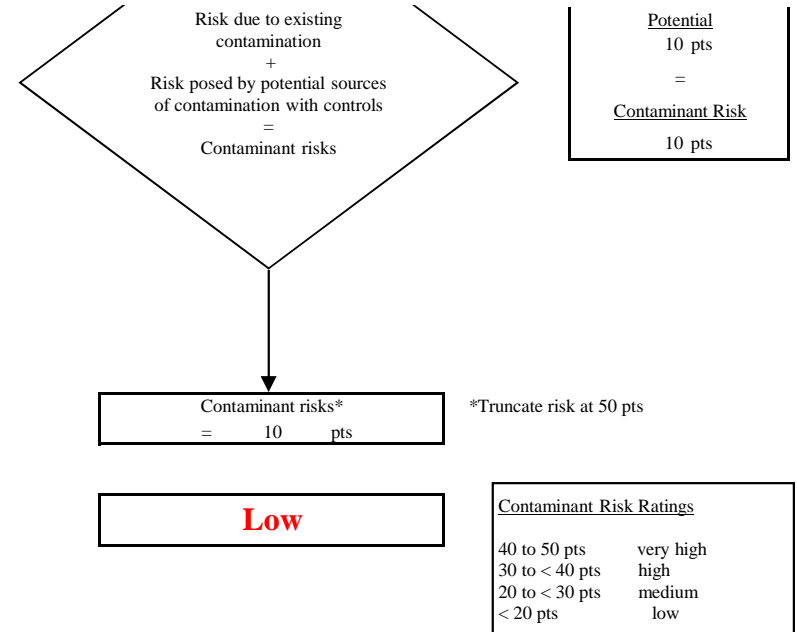 Risk due to existing
contamination
+
Risk posed by potential sources
of contamination with controls
=
Contaminant risks
Potential
10 pts
=
Contaminant Risk
10 pts
Contaminant risks*
= 10 pts
*Truncate risk at 50 pts
Low
Contaminant Risk Ratings
40 to 50 pts very high
30 to < 40 pts high
20 to < 30 pts medium
< 20 pts low